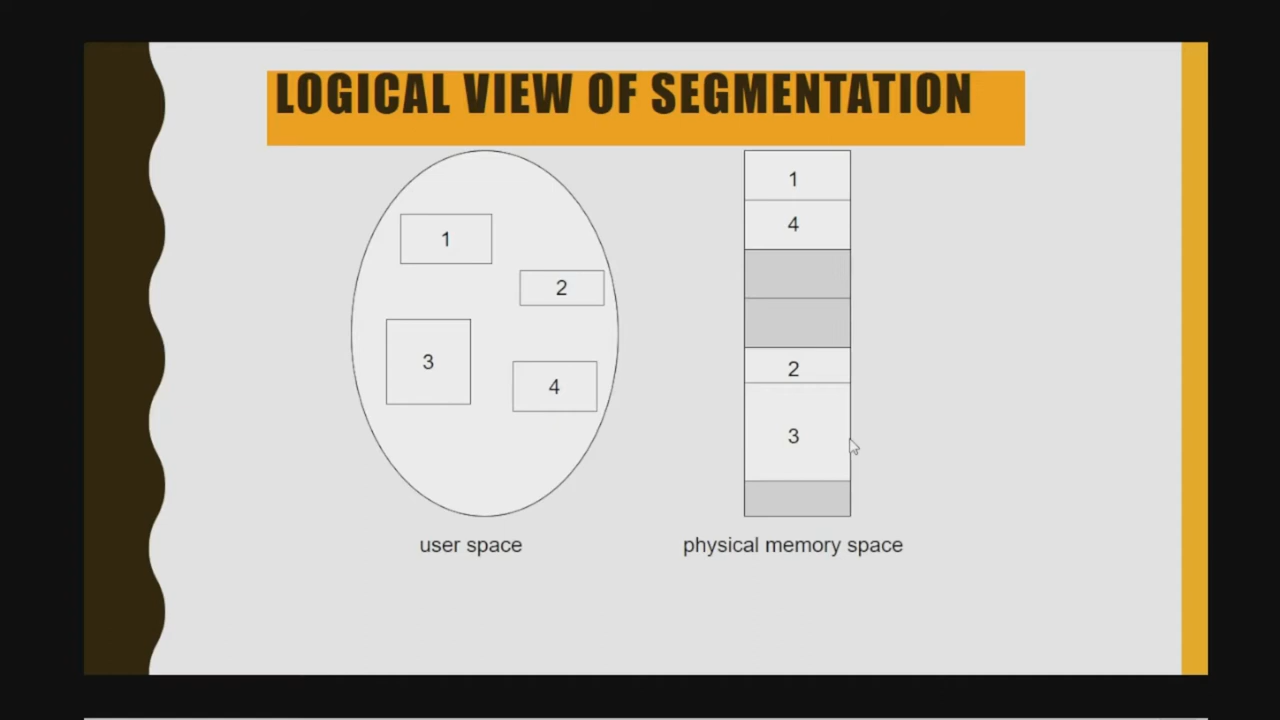 LOGICAL VIEW OF SEGMENTATION
1
2
3
4
user space
1
4
2
3
physical memory space